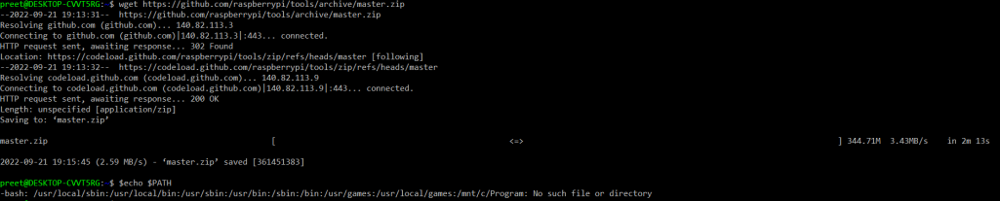 preet@DESKTOP-CVVT5RG:~$ wget https://github.com/raspberrypi/tools/archive/master.zip
--2022-09-21 19:13:31--  https://github.com/raspberrypi/tools/archive/master.zip
Resolving github.com (github.com)... 140.82.113.3
Connecting to github.com (github.com)|140.82.113.3|:443... connected.
HTTP request sent, awaiting response... 302 Found
Location: https://codeload.github.com/raspberrypi/tools/zip/refs/heads/master [following]
--2022-09-21 19:13:32--  https://codeload.github.com/raspberrypi/tools/zip/refs/heads/master
Resolving codeload.github.com (codeload.github.com)... 140.82.113.9
Connecting to codeload.github.com (codeload.github.com)|140.82.113.9|:443... connected.
HTTP request sent, awaiting response... 200 OK
Length: unspecified [application/zip]
Saving to: ‘master.zip’
master.zip [ <=> ] 344.71M 3.43MB/s in 2m 13s
2022-09-21 19:15:45 (2.59 MB/s) - ‘master.zip’ saved [361451383]
preet@DESKTOP-CVVT5RG:~$ $echo $PATH
-bash: /usr/local/sbin:/usr/local/bin:/usr/sbin:/usr/bin:/sbin:/bin:/usr/games:/usr/local/games:/mnt/c/Program: No such file or directory